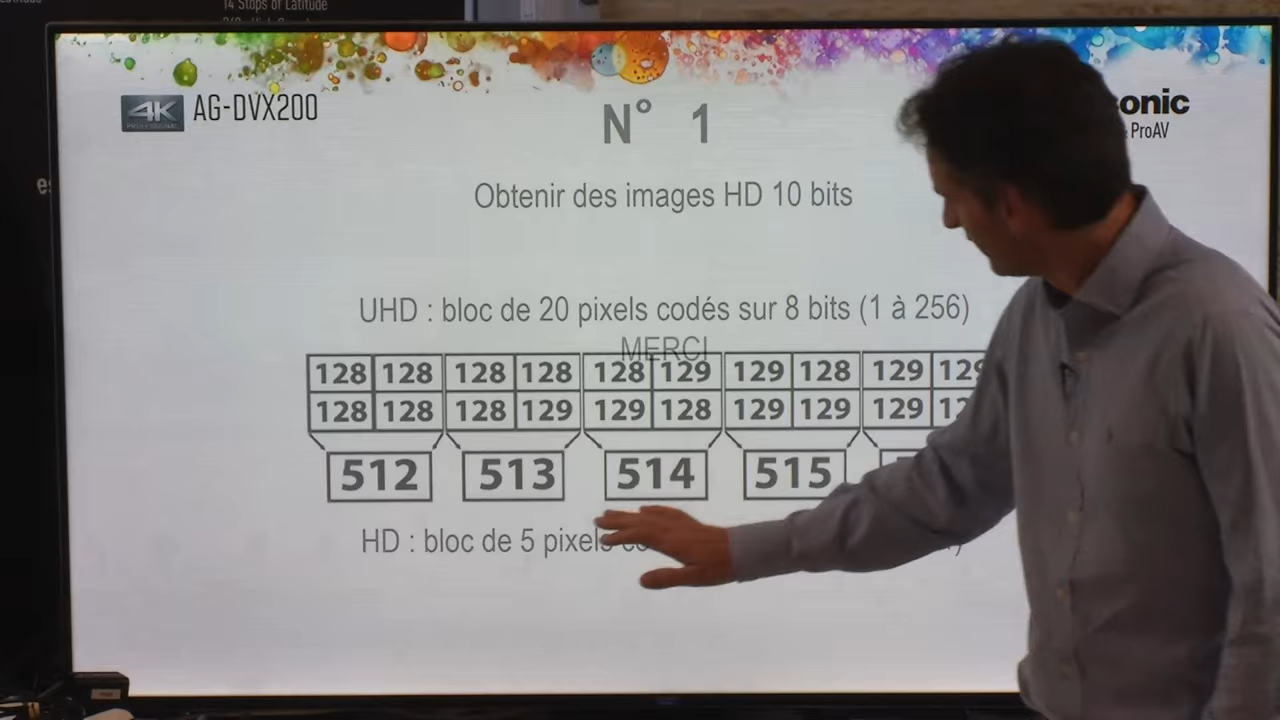 14 Stops of Latitude
4K AG-DVX200
N° 1
onic
ProAV
Obtenir des images HD 10 bits
UHD : bloc de 20 pixels codés sur 8 bits (1 à 256)
MERCI
128 128 128 128 128 129 129 128 129 129
128 128 128 129 129 128 129 129 129
512 513 514 515
HD : bloc de 5 pixels